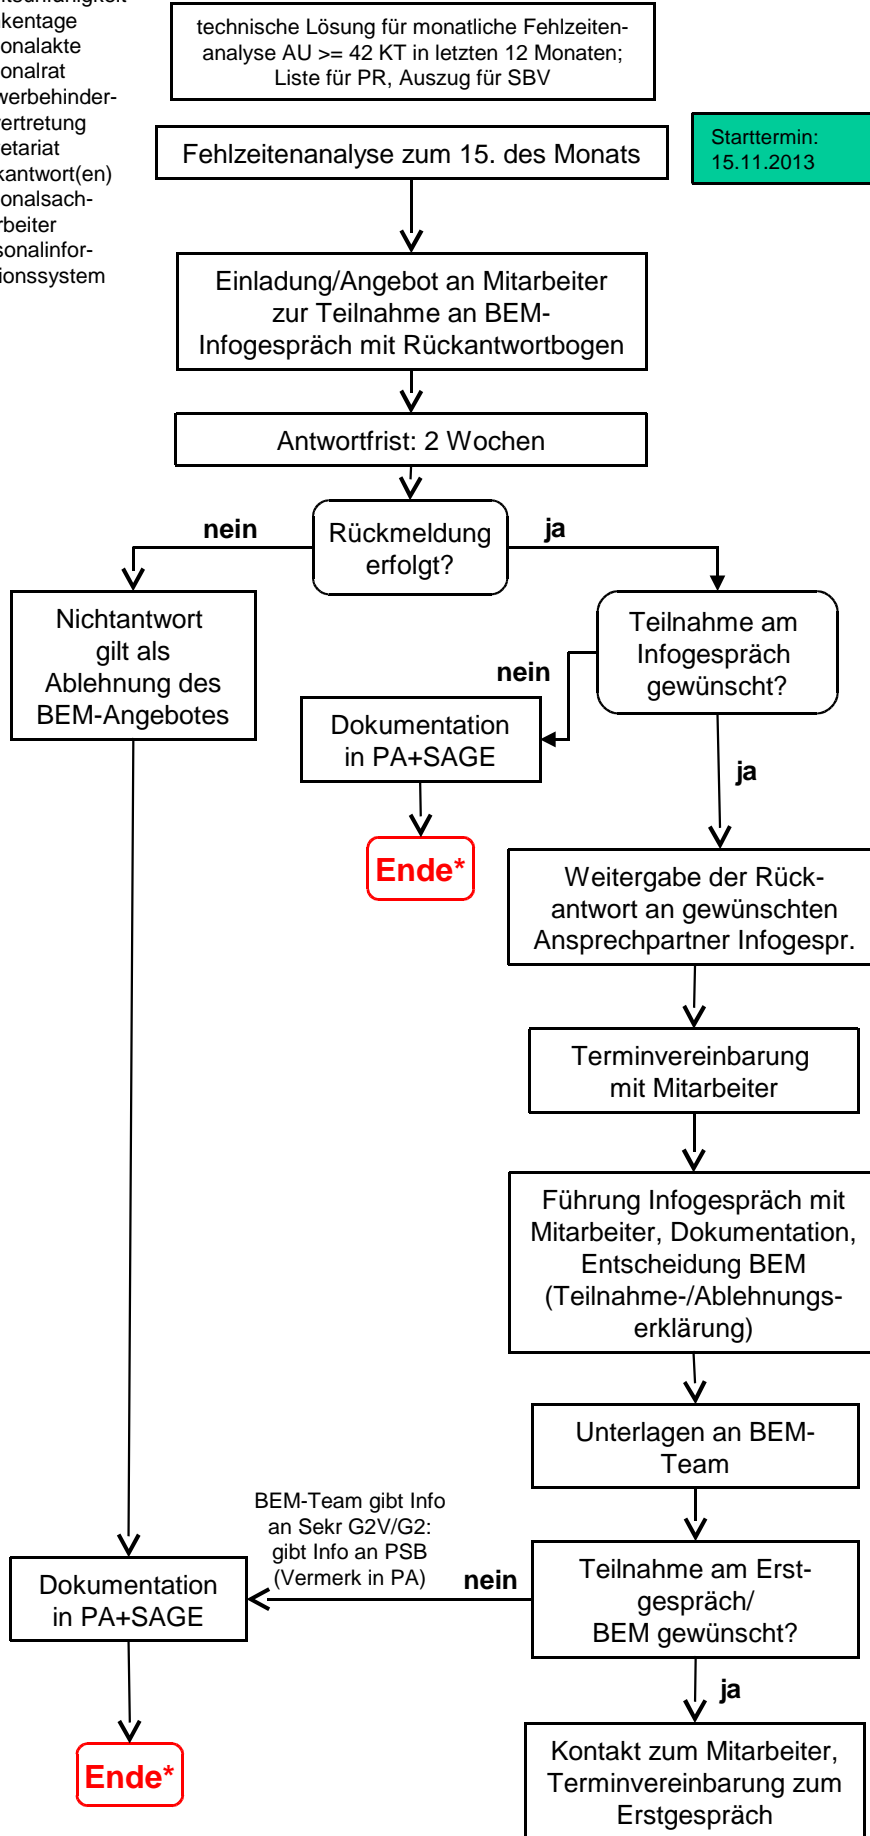 technische Lösung für monatliche Fehlzeiten-
analyse AU >= 42 KT in letzten 12 Monaten;
Liste für PR, Auszug für SBV
Fehlzeitenanalyse zum 15. des Monats
Starttermin:
15.11.2013
Einladung/Angebot an Mitarbeiter
zur Teilnahme an BEM-
Infogespräch mit Rückantwortbogen
Antwortfrist: 2 Wochen
Rückmeldung
erfolgt?
nein
ja
Nichtantwort
gilt als
Ablehnung des
BEM-Angebotes
Teilnahme am
Infogespräch
gewünscht?
nein
Dokumentation
in PA+SAGE
ja
Ende*
Weitergabe der Rück-
antwort an gewünschten
Ansprechpartner Infogespr.
Terminvereinbarung
mit Mitarbeiter
Führung Infogespräch mit
Mitarbeiter, Dokumentation,
Entscheidung BEM
(Teilnahme-/Ablehnungs-
erklärung)
Unterlagen an BEM-
Team
BEM-Team gibt Info
an Sekr G2V/G2:
gibt Info an PSB
(Vermerk in PA)
nein
Teilnahme am Erst-
gespräch/
BEM gewünscht?
Dokumentation
in PA+SAGE
ja
Ende*
Kontakt zum Mitarbeiter,
Terminvereinbarung zum
Erstgespräch